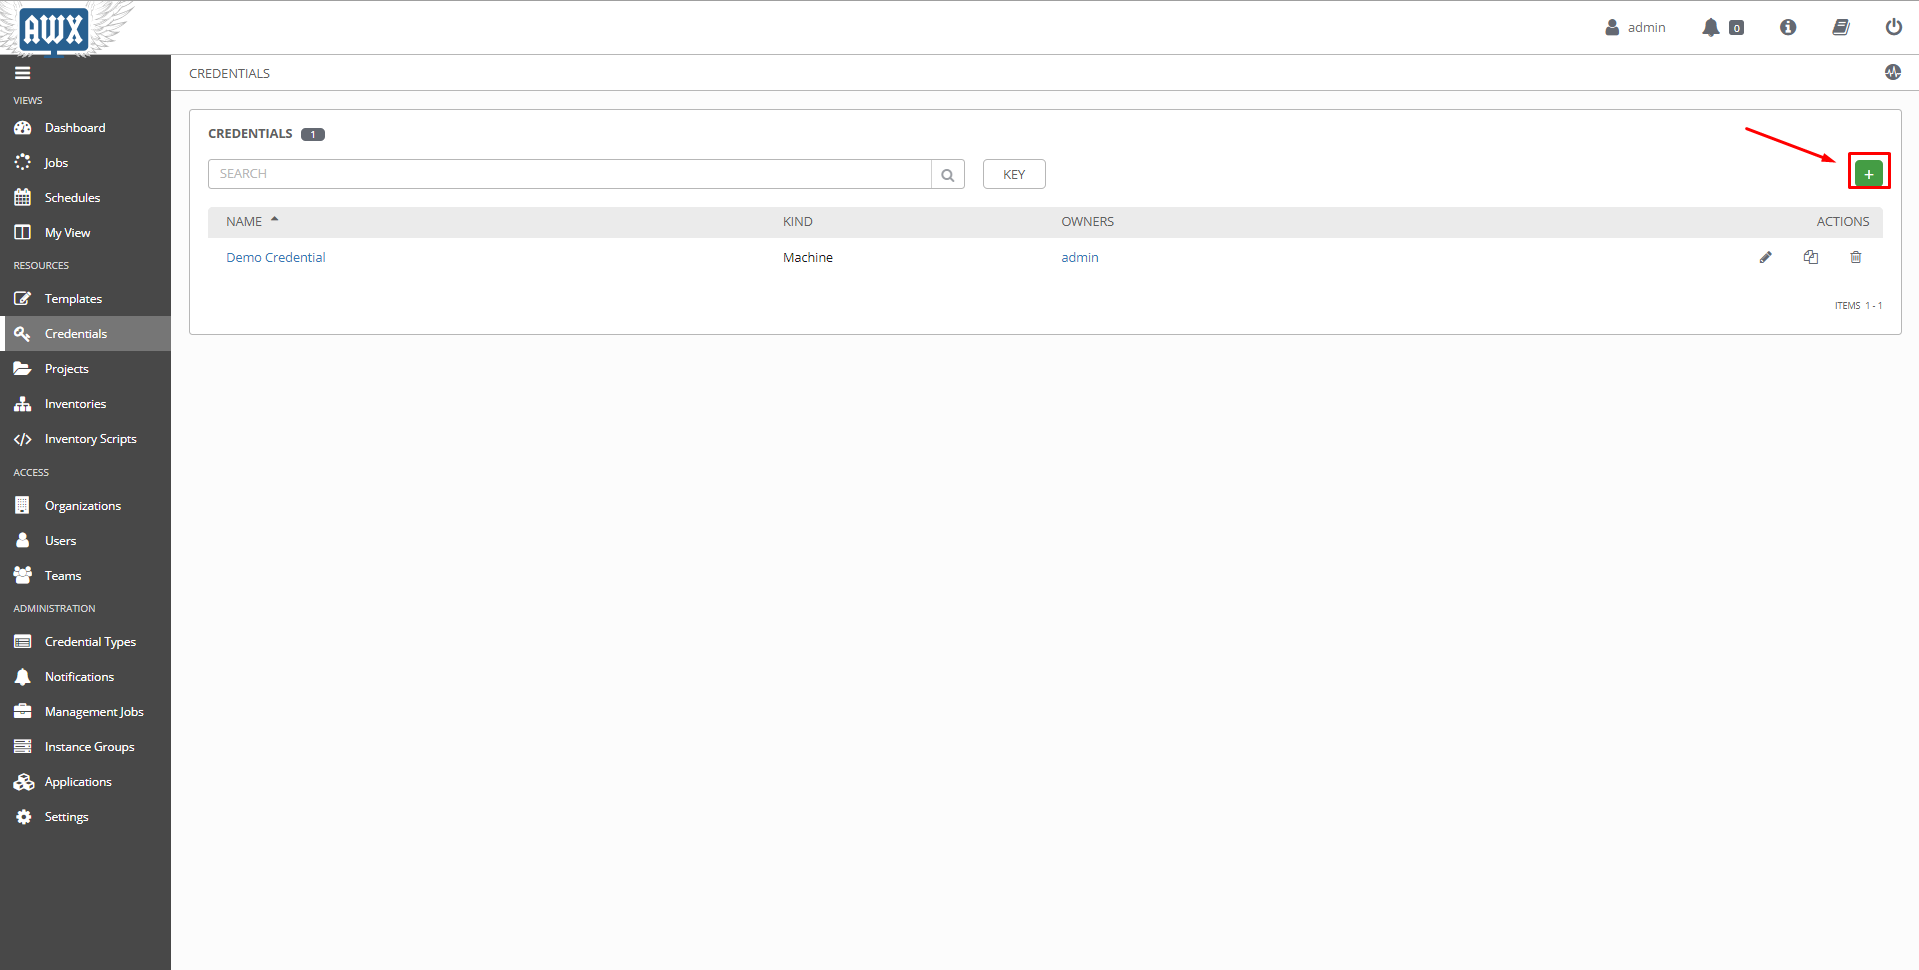 AWX
admin 0
CREDENTIALS
VIEWS
Dashboard
Jobs
Schedules
My View
RESOURCES
Templates
Credentials
Projects
Inventories
Inventory Scripts
ACCESS
Organizations
Users
Teams
ADMINISTRATION
Credential Types
Notifications
Management Jobs
Instance Groups
Applications
Settings
CREDENTIALS 1
SEARCH KEY +
NAME KIND OWNERS ACTIONS
Demo Credential Machine admin
ITEMS 1 - 1